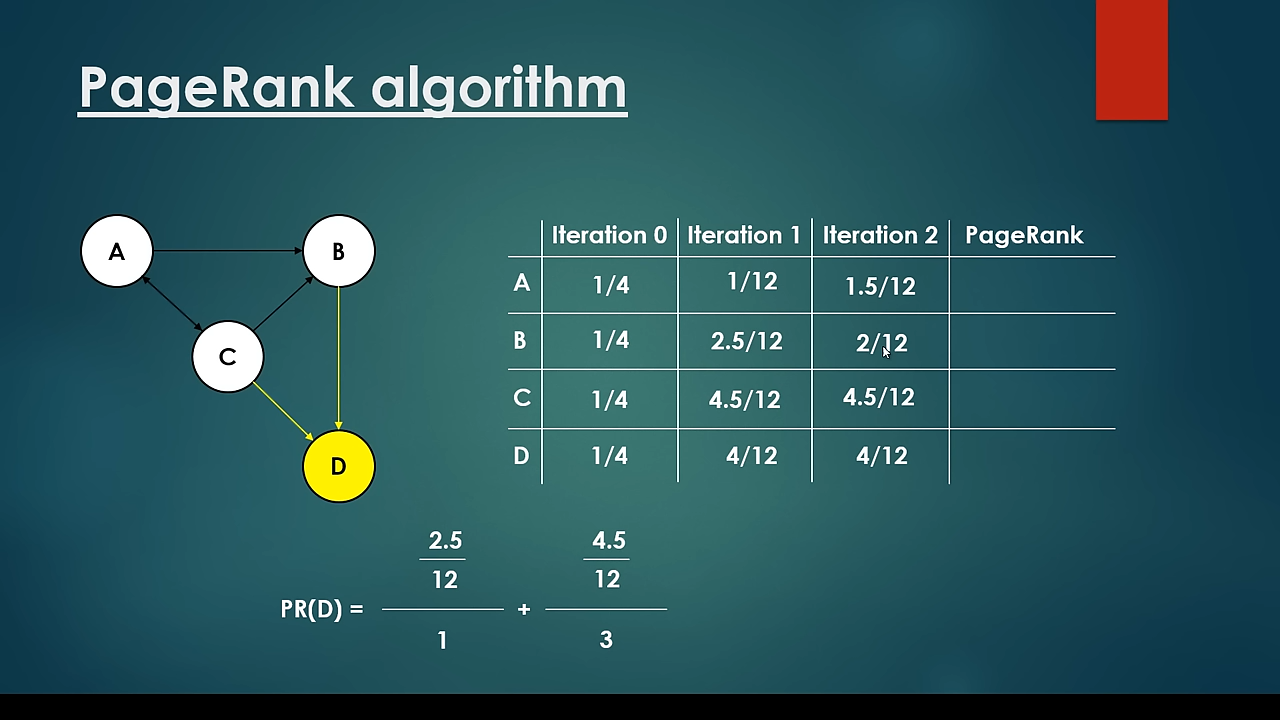 PageRank algorithm
A
B
C
D
Iteration 0 Iteration 1 Iteration 2 PageRank
A 1/4 1/12 1.5/12
B 1/4 2.5/12 2/12
C 1/4 4.5/12 4.5/12
D 1/4 4/12 4/12
2.5 4.5
12 12
PR(D) = +
1 3